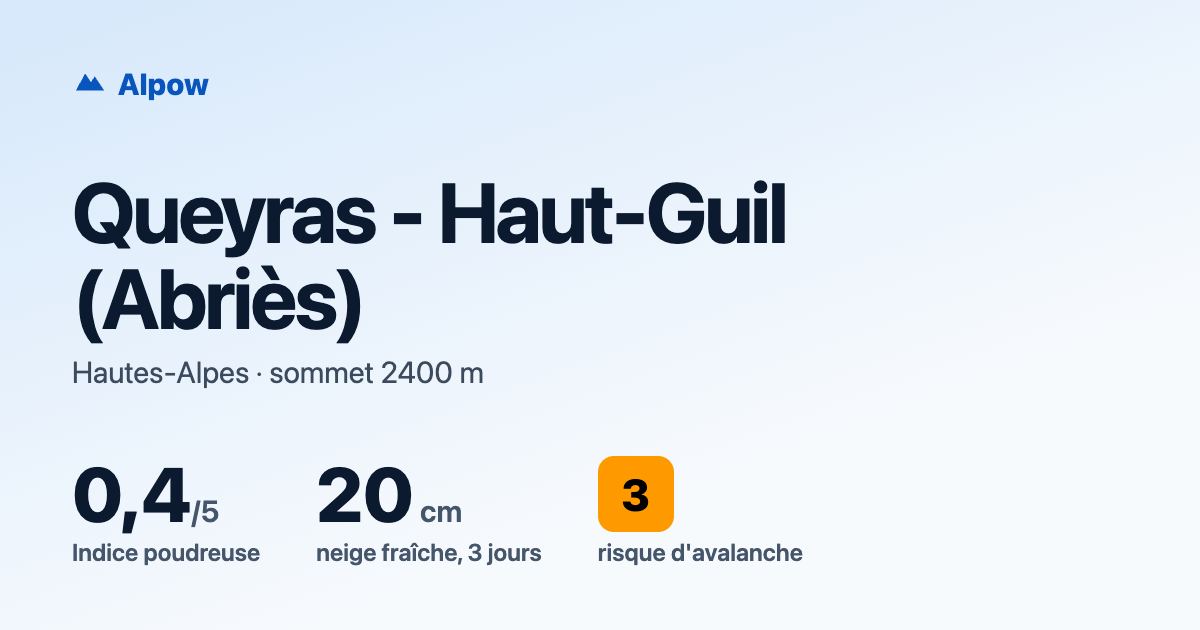 Alpow
Queyras - Haut-Guil
(Abriès)
Hautes-Alpes · sommet 2400 m
0,4/5 20 cm 3
Indice poudreuse neige fraîche, 3 jours risque d'avalanche